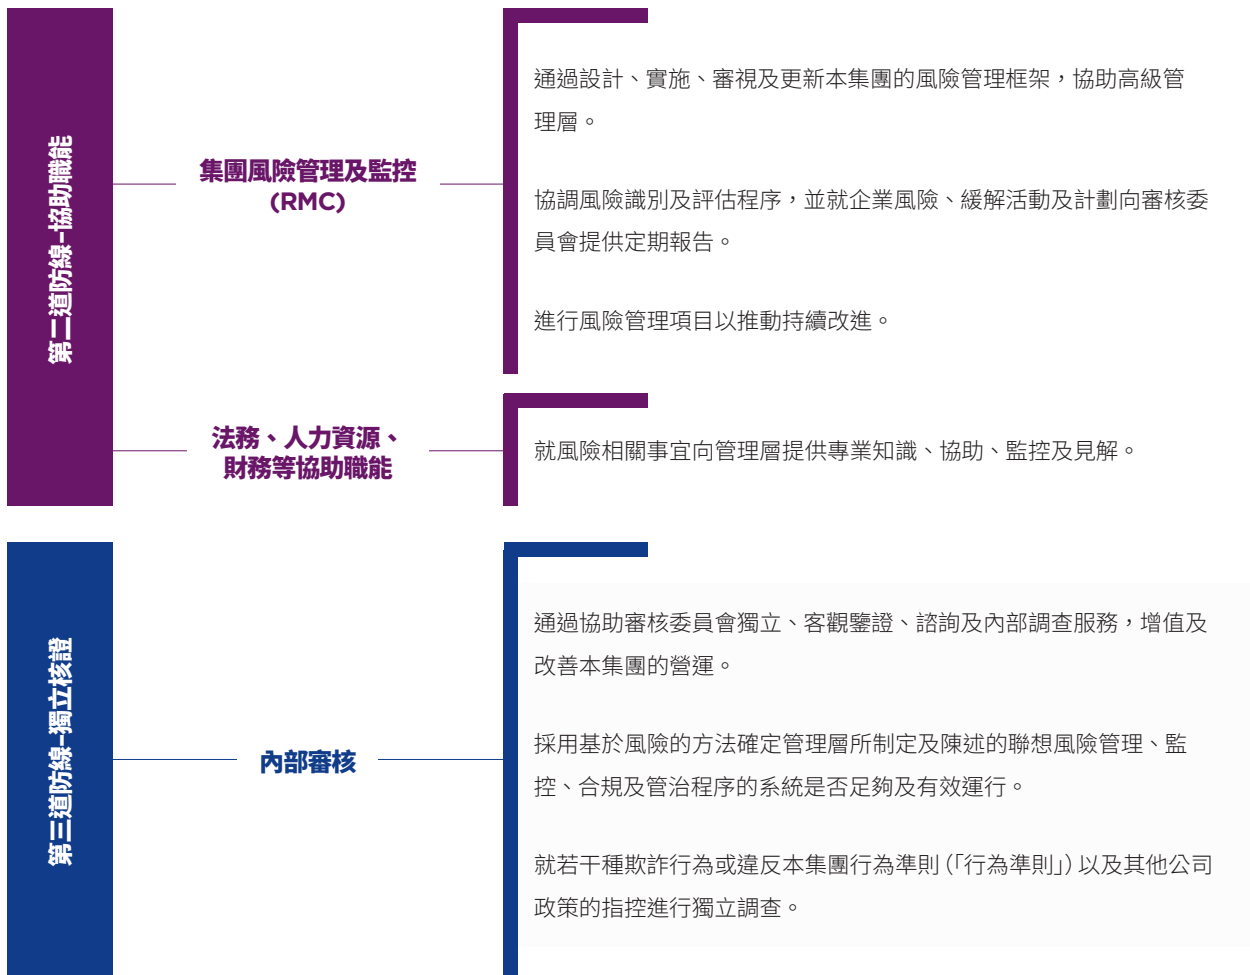 第二道防線–協助職能
集團風險管理及監控
(RMC)
通過設計、實施、審視及更新本集團的風險管理框架，協助高級管
理層。
協調風險識別及評估程序，並就企業風險、緩解活動及計劃向審核委
員會提供定期報告。
進行風險管理項目以推動持續改進。
法務、人力資源、
財務等協助職能
就風險相關事宜向管理層提供專業知識、協助、監控及見解。
第三道防線–獨立核證
內部審核
通過協助審核委員會獨立、客觀鑒證、諮詢及內部調查服務，增值及
改善本集團的營運。
採用基於風險的方法確定管理層所制定及陳述的聯想風險管理、監
控、合規及管治程序的系統是否足夠及有效運行。
就若干種欺詐行為或違反本集團行為準則（「行為準則」）以及其他公司
政策的指控進行獨立調查。